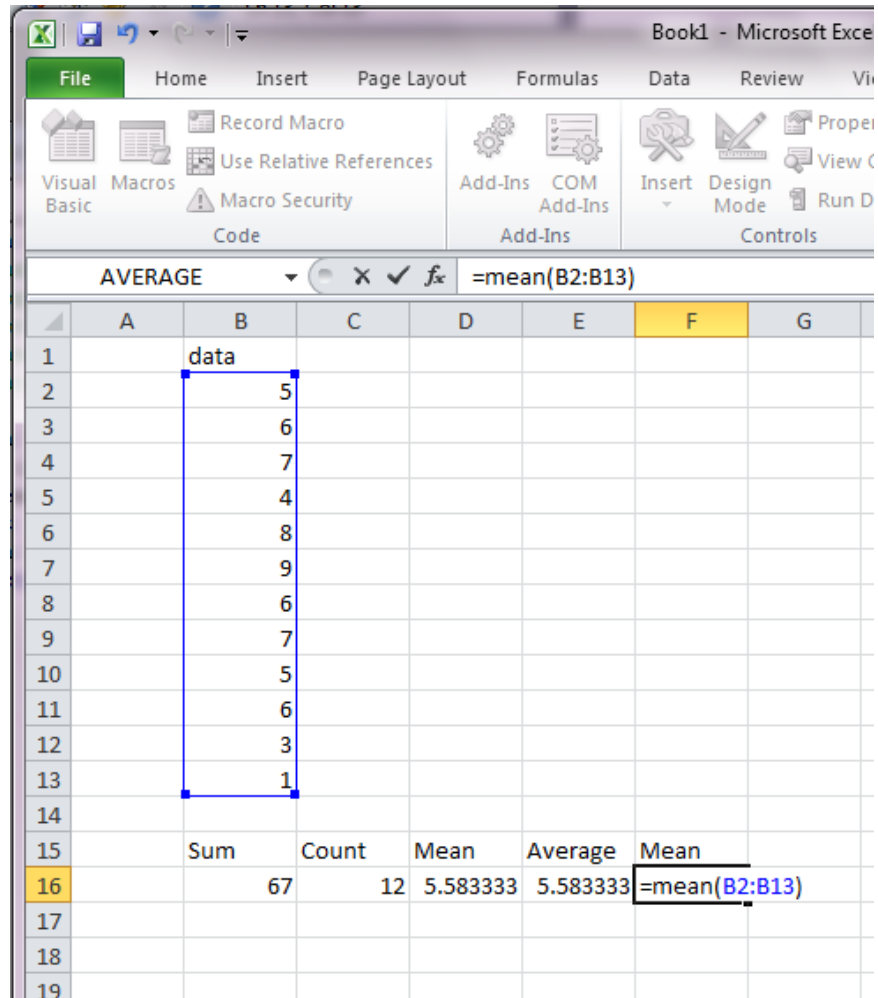 Book1 - Microsoft Exce
File Home Insert Page Layout Formulas Data Review Vi
Record Macro
Use Relative References
Macro Security
Visual Basic
Macros
Code
Add-Ins
COM Add-Ins
Add-Ins
Insert
Design Mode
Proper
View C
Run D
Controls
AVERAGE fx =mean(B2:B13)
A B C D E F G
1 data
2 5
3 6
4 7
5 4
6 8
7 9
8 6
9 7
10 5
11 6
12 3
13 1
14
15 Sum Count Mean Average Mean
16 67 12 5.583333 5.583333 =mean(B2:B13)
17
18
19